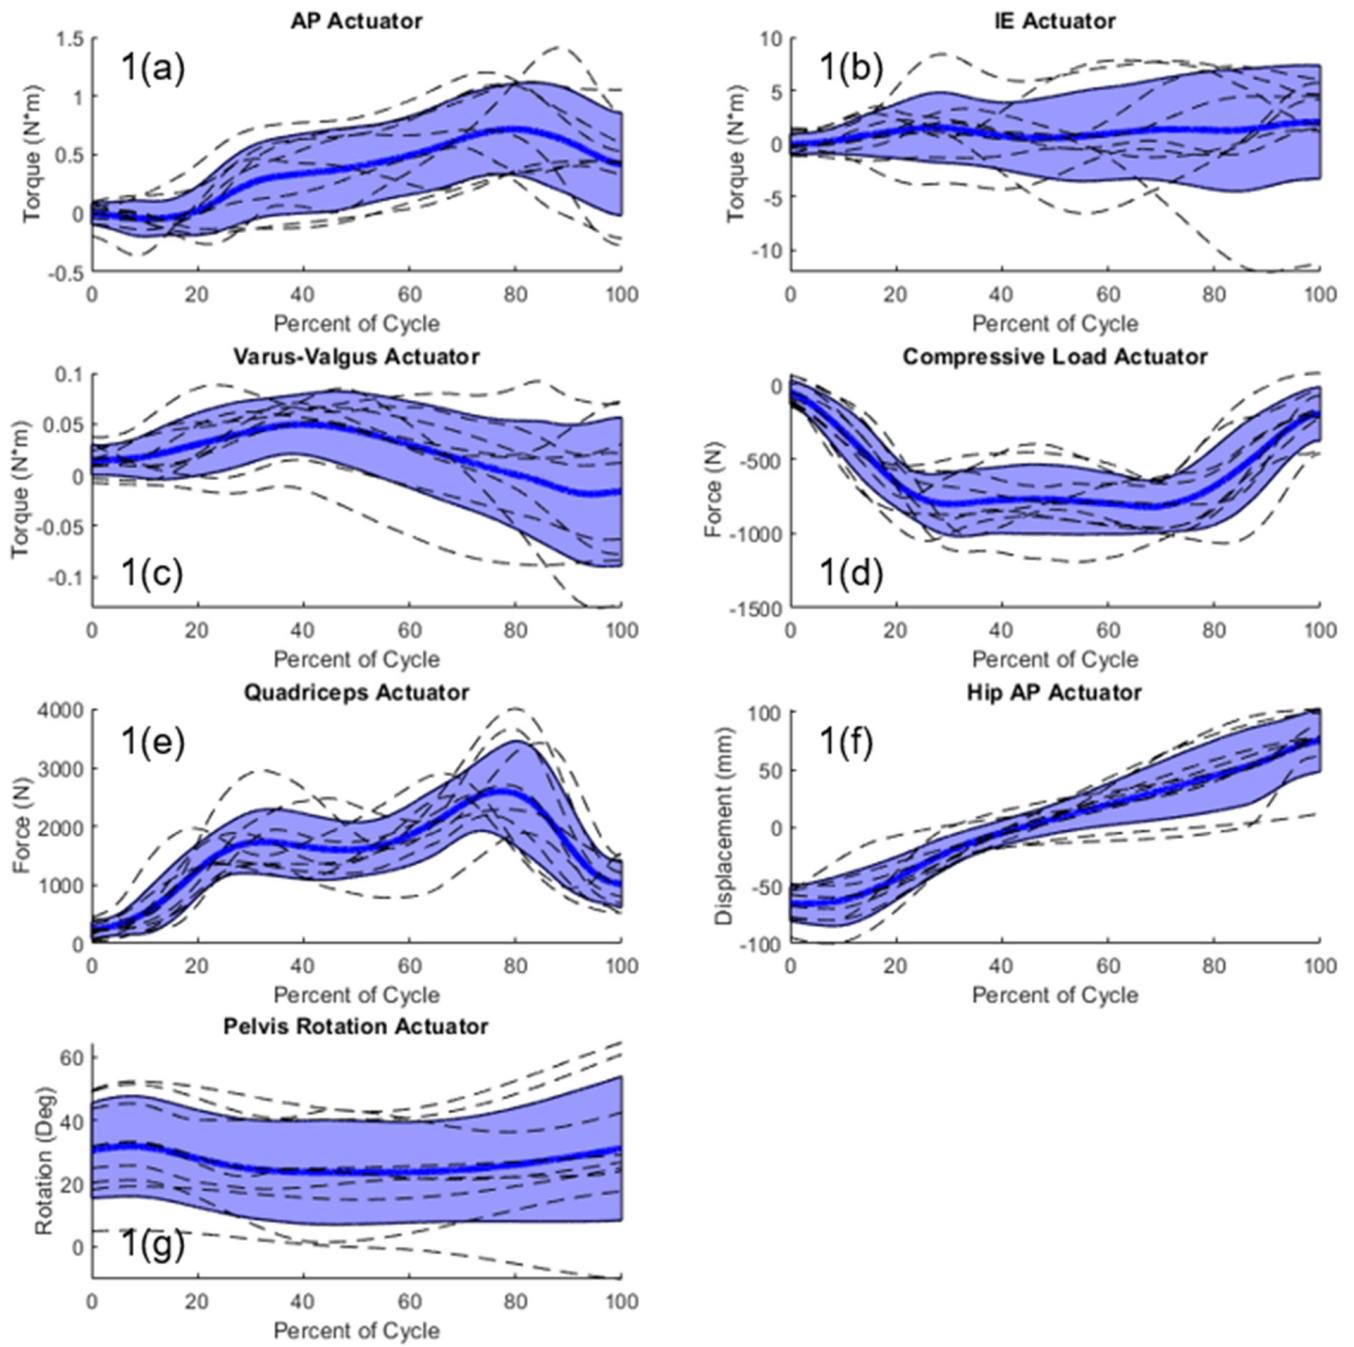 AP Actuator
1(a)
Torque (N*m)
1.5
1
0.5
0
-0.5
0 20 40 60 80 100
Percent of Cycle
IE Actuator
1(b)
Torque (N*m)
10
5
0
-5
-10
0 20 40 60 80 100
Percent of Cycle
Varus-Valgus Actuator
1(c)
Torque (N*m)
0.1
0.05
0
-0.05
-0.1
0 20 40 60 80 100
Percent of Cycle
Compressive Load Actuator
1(d)
Force (N)
0
-500
-1000
-1500
0 20 40 60 80 100
Percent of Cycle
Quadriceps Actuator
1(e)
Force (N)
4000
3000
2000
1000
0
0 20 40 60 80 100
Percent of Cycle
Hip AP Actuator
1(f)
Displacement (mm)
100
50
0
-50
-100
0 20 40 60 80 100
Percent of Cycle
Pelvis Rotation Actuator
1(g)
Rotation (Deg)
60
40
20
0
0 20 40 60 80 100
Percent of Cycle